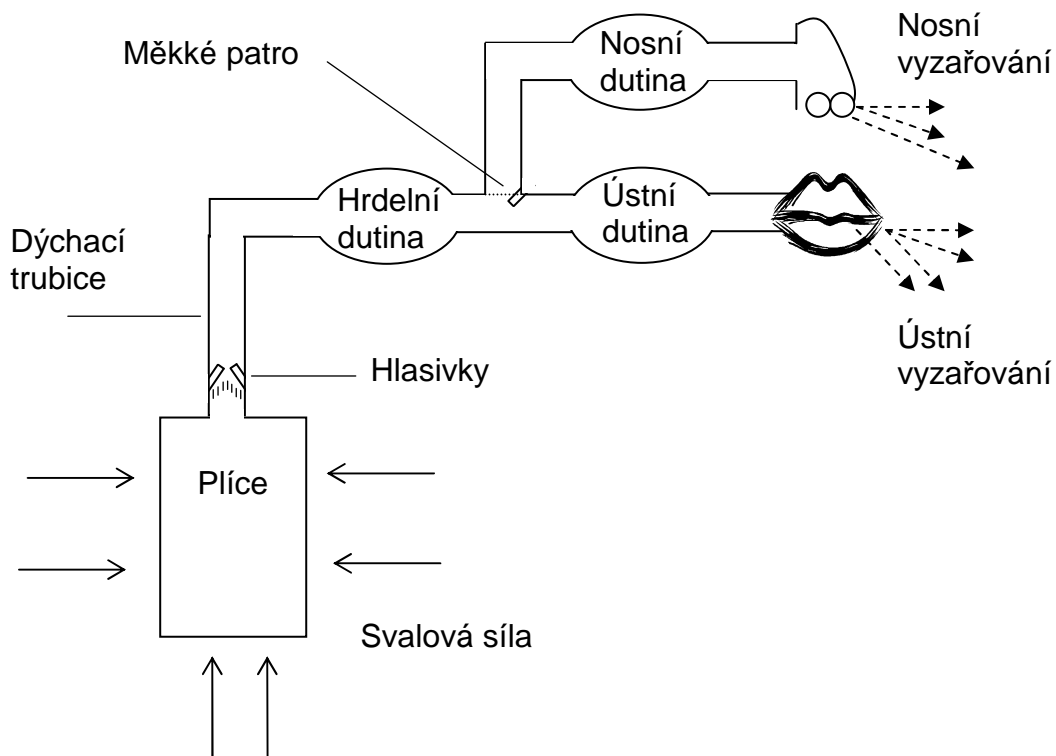 Měkké patro
Nosní
dutina
Nosní
vyzařování
Hrdelní
dutina
Ústní
dutina
Dýchací
trubice
Ústní
vyzařování
Hlasivky
Plíce
Svalová síla